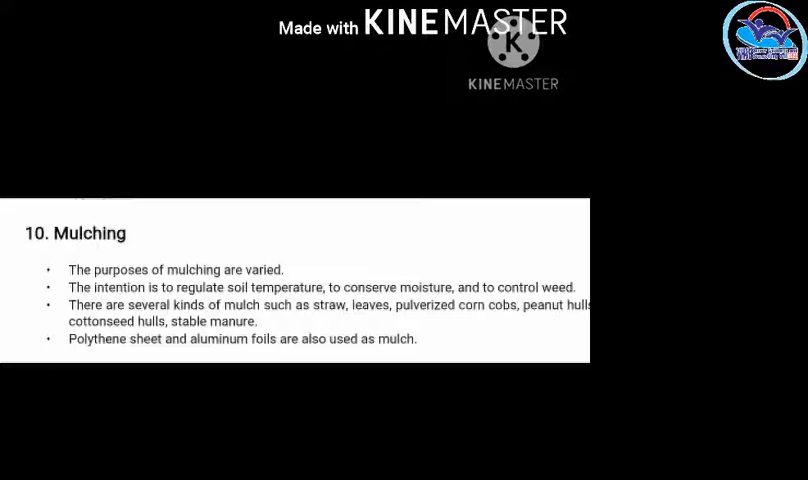 Made with KINEMASTER
K
KINEMASTER
10. Mulching
• The purposes of mulching are varied.
• The intention is to regulate soil temperature, to conserve moisture, and to control weed.
• There are several kinds of mulch such as straw, leaves, pulverized corn cobs, peanut hulls
cottonseed hulls, stable manure.
• Polythene sheet and aluminum foils are also used as mulch.